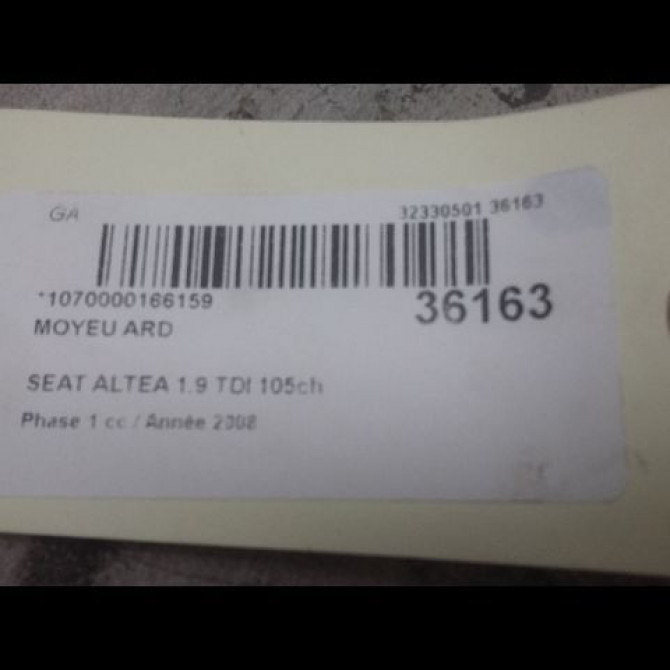 GA 32330501 36163
*1070000166159 36163
MOYEU ARD
SEAT ALTEA 1.9 TDI 105ch
Phase 1 cc / Année 2008